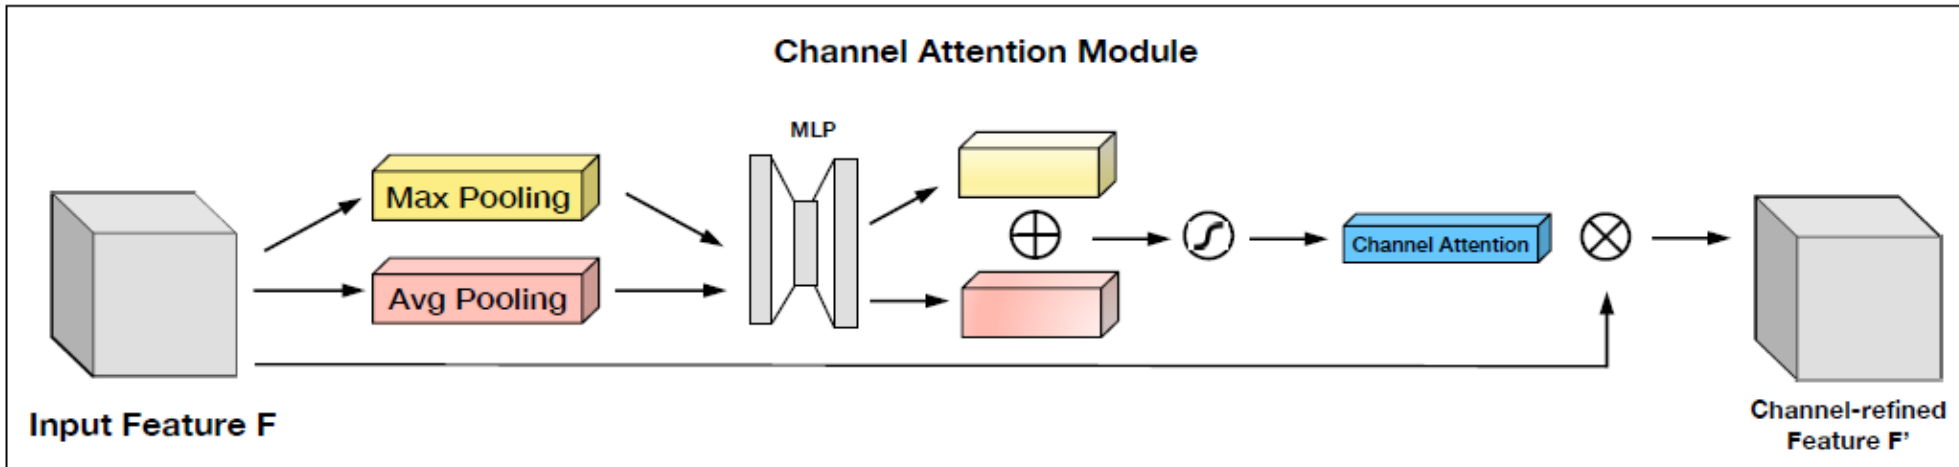 Channel Attention Module
MLP
Max Pooling
Avg Pooling
Channel Attention
Input Feature F
Channel-refined
Feature F'